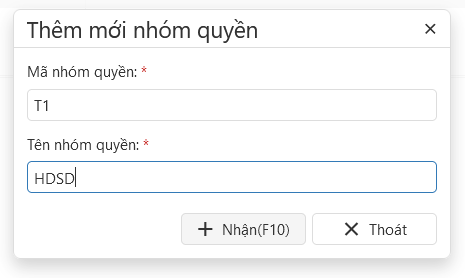 Thêm mới nhóm quyền
Mã nhóm quyền: *
T1
Tên nhóm quyền: *
HDSD
Nhận(F10)
Thoát